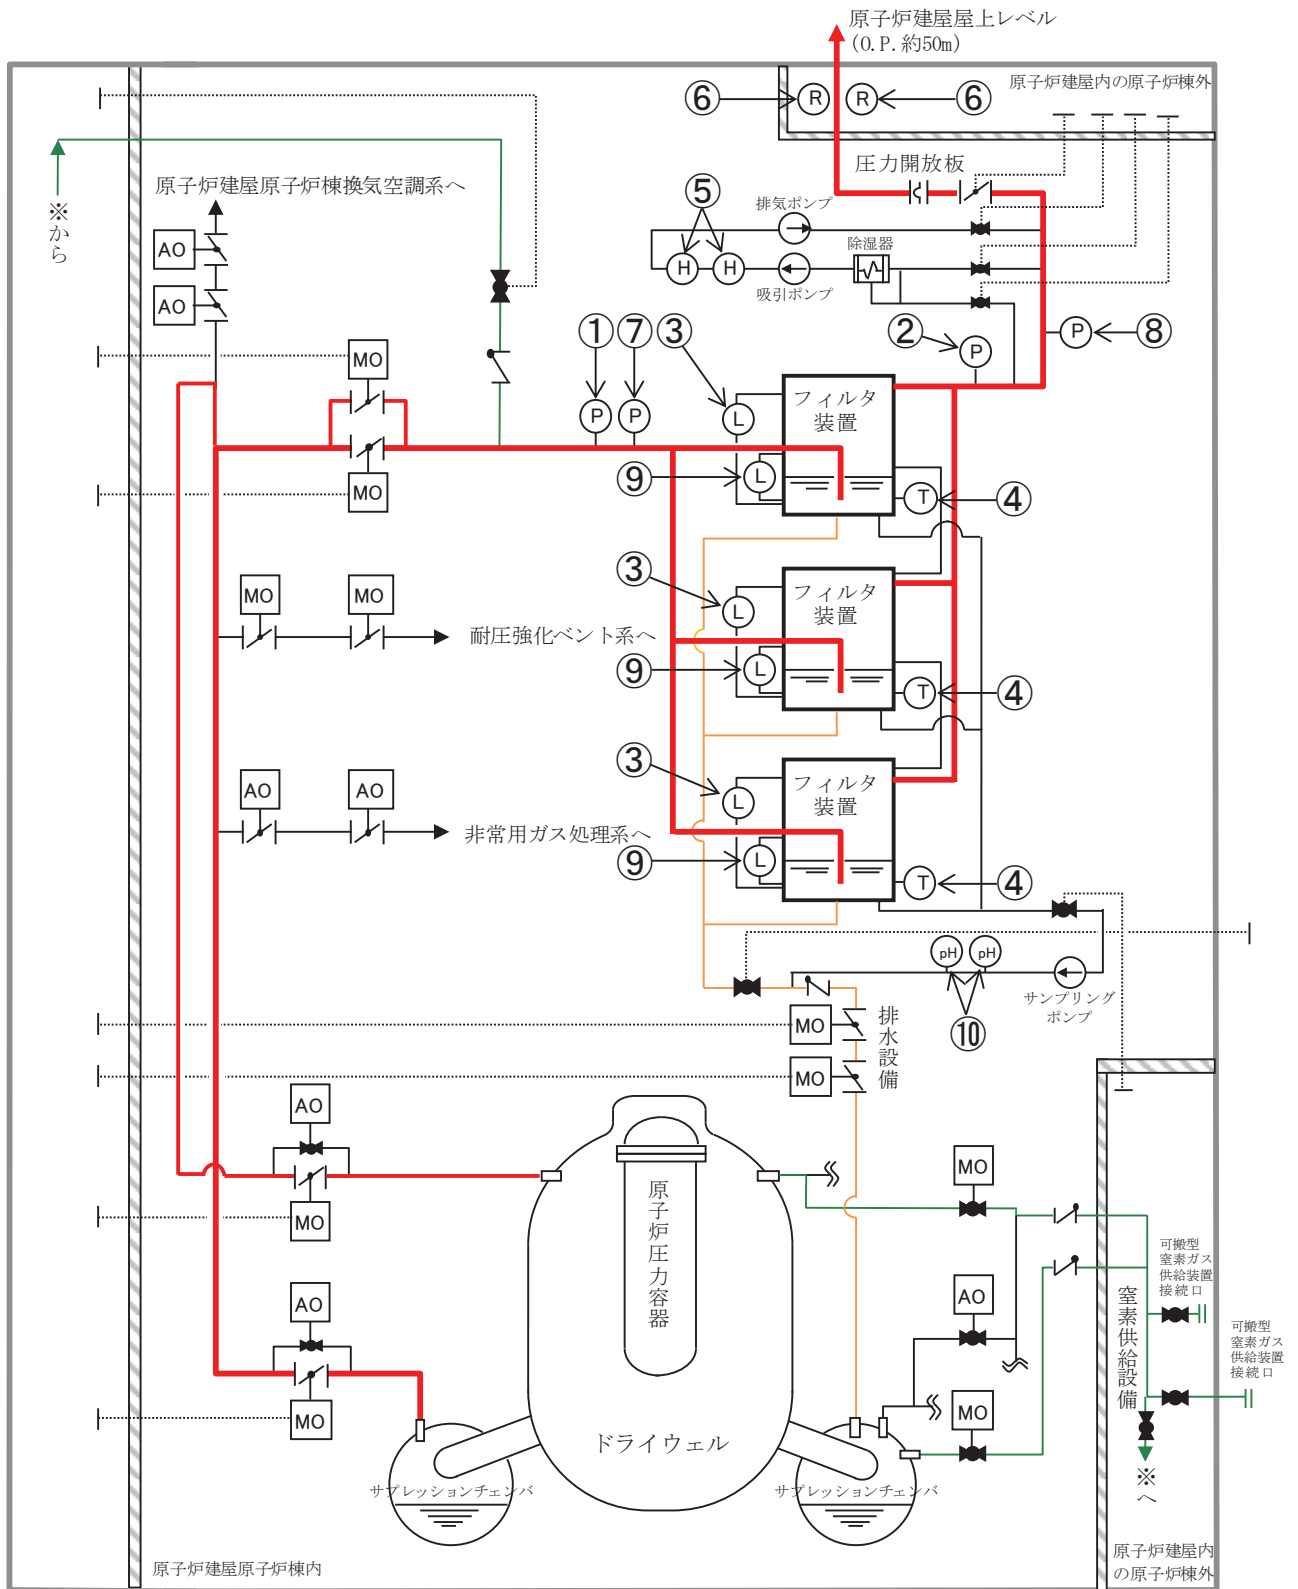 原子炉建屋屋上レベル
(O.P.約50m)
原子炉建屋内の原子炉棟外
⑥
R
R
⑥
圧力開放板
原子炉建屋原子炉棟換気空調系へ
※から
⑤
排気ポンプ
除湿器
H
H
吸引ポンプ
AO
AO
①
⑦
③
②
P
P
⑧
MO
P
P
L
フィルタ
装置
MO
⑨
L
T
④
③
L
フィルタ
装置
MO
MO
耐圧強化ベント系へ
⑨
L
T
④
③
L
フィルタ
装置
AO
AO
非常用ガス処理系へ
⑨
L
T
④
pH
pH
サンプリング
ポンプ
⑩
MO
MO
排水設備
AO
MO
原子炉圧力容器
MO
AO
MO
AO
MO
可搬型
窒素ガス
供給装置
接続口
窒素供給設備
可搬型
窒素ガス
供給装置
接続口
ドライウェル
サプレッションチェンバ
サプレッションチェンバ
※へ
原子炉建屋原子炉棟内
原子炉建屋内
の原子炉棟外